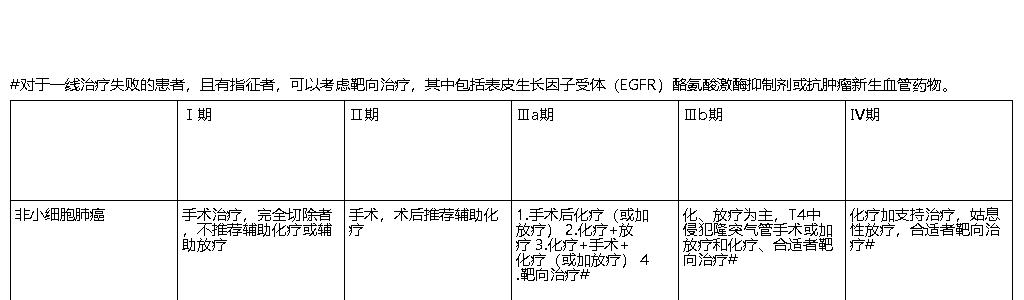 #对于一线治疗失败的患者，且有指征者，可以考虑靶向治疗，其中包括表皮生长因子受体（EGFR）酪氨酸激酶抑制剂或抗肿瘤新生血管药物。
Ⅰ期
Ⅱ期
Ⅲa期
Ⅲb期
Ⅳ期
非小细胞肺癌
手术治疗，完全切除者
，不推荐辅助化疗或辅
助放疗
手术，术后推荐辅助化
疗
1.手术后化疗（或加
放疗） 2.化疗+放
疗 3.化疗+手术+
化疗（或加放疗） 4
.靶向治疗#
化、放疗为主，T4中
侵犯隆突气管手术或加
放疗和化疗、合适者靶
向治疗#
化疗加支持治疗，姑息
性放疗，合适者靶向治
疗#